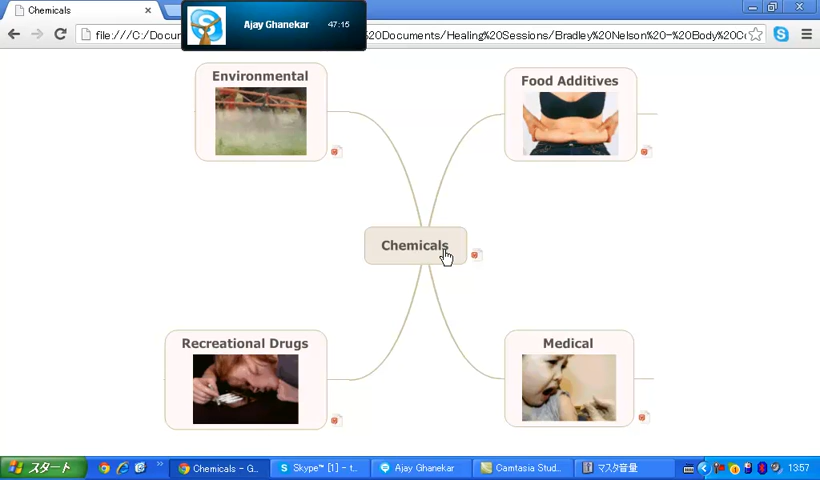 Chemicals
Ajay Ghanekar
47:15
file:///C:/Docu
20Documents/Healing%20Sessions/Bradley%20Nelson%20-%20Body%20C
Environmental
Food Additives
Chemicals
Recreational Drugs
Medical
スタート
Chemicals - G...
Skype™ [1] - t...
Ajay Ghanekar
Camtasia Stud...
マスタ音量
13:57